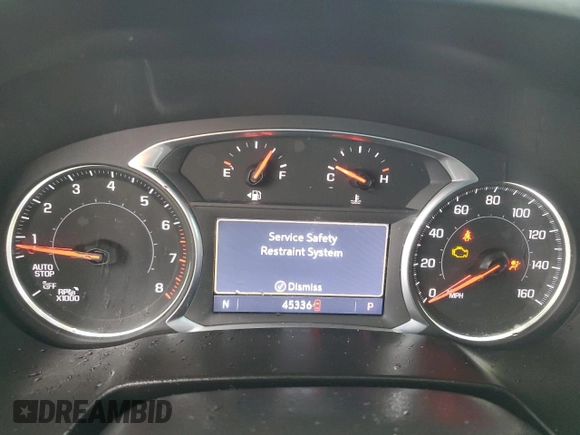 E F
C H
1 2 3 4 5 6 7 8
AUTO
STOP
OFF
RPM
X1000
Service Safety
Restraint System
Dismiss
N 45336 P
0 20 40 60 80 100 120 140 160
MPH
DREAMBID